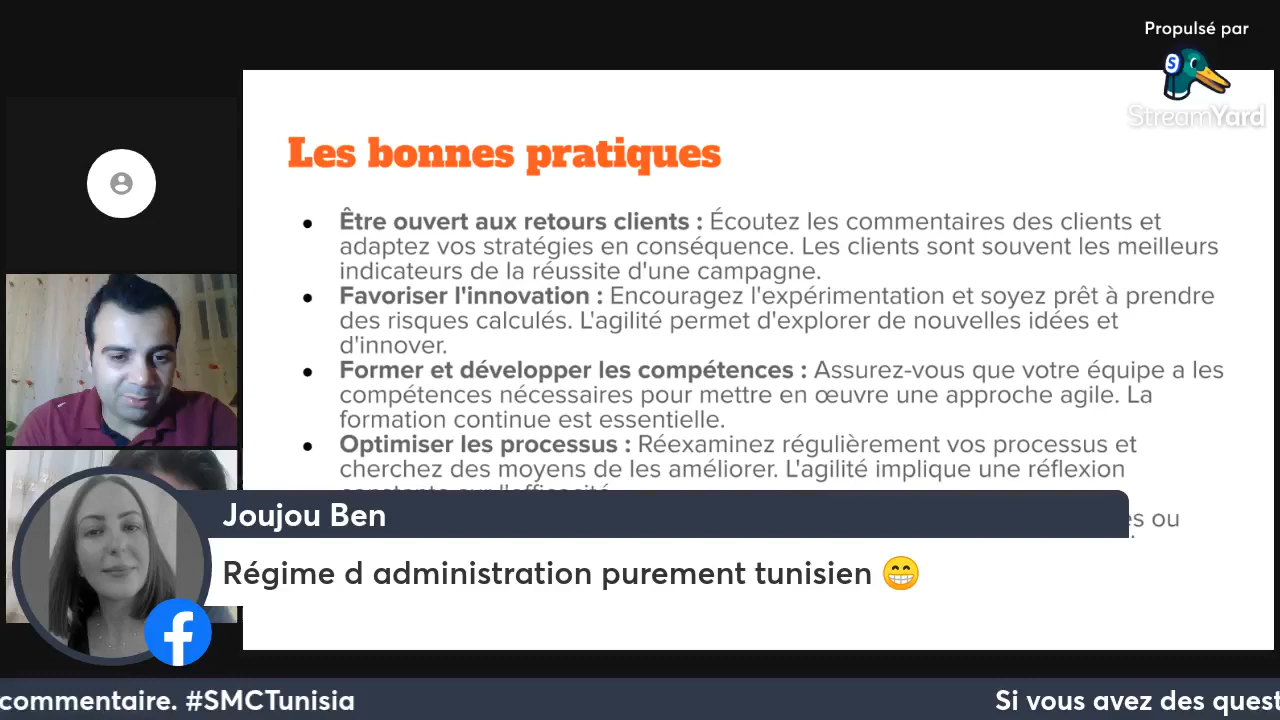 Propulsé par
StreamYard
Les bonnes pratiques
● Être ouvert aux retours clients : Écoutez les commentaires des clients et
adaptez vos stratégies en conséquence. Les clients sont souvent les meilleurs
indicateurs de la réussite d'une campagne.
● Favoriser l'innovation : Encouragez l'expérimentation et soyez prêt à prendre
des risques calculés. L'agilité permet d'explorer de nouvelles idées et
d'innover.
● Former et développer les compétences : Assurez-vous que votre équipe a les
compétences nécessaires pour mettre en œuvre une approche agile. La
formation continue est essentielle.
● Optimiser les processus : Réexaminez régulièrement vos processus et
cherchez des moyens de les améliorer. L'agilité implique une réflexion
constante sur l'efficacité.
ou
Joujou Ben
Régime d administration purement tunisien 😁
commentaire. #SMCTunisia
Si vous avez des quest